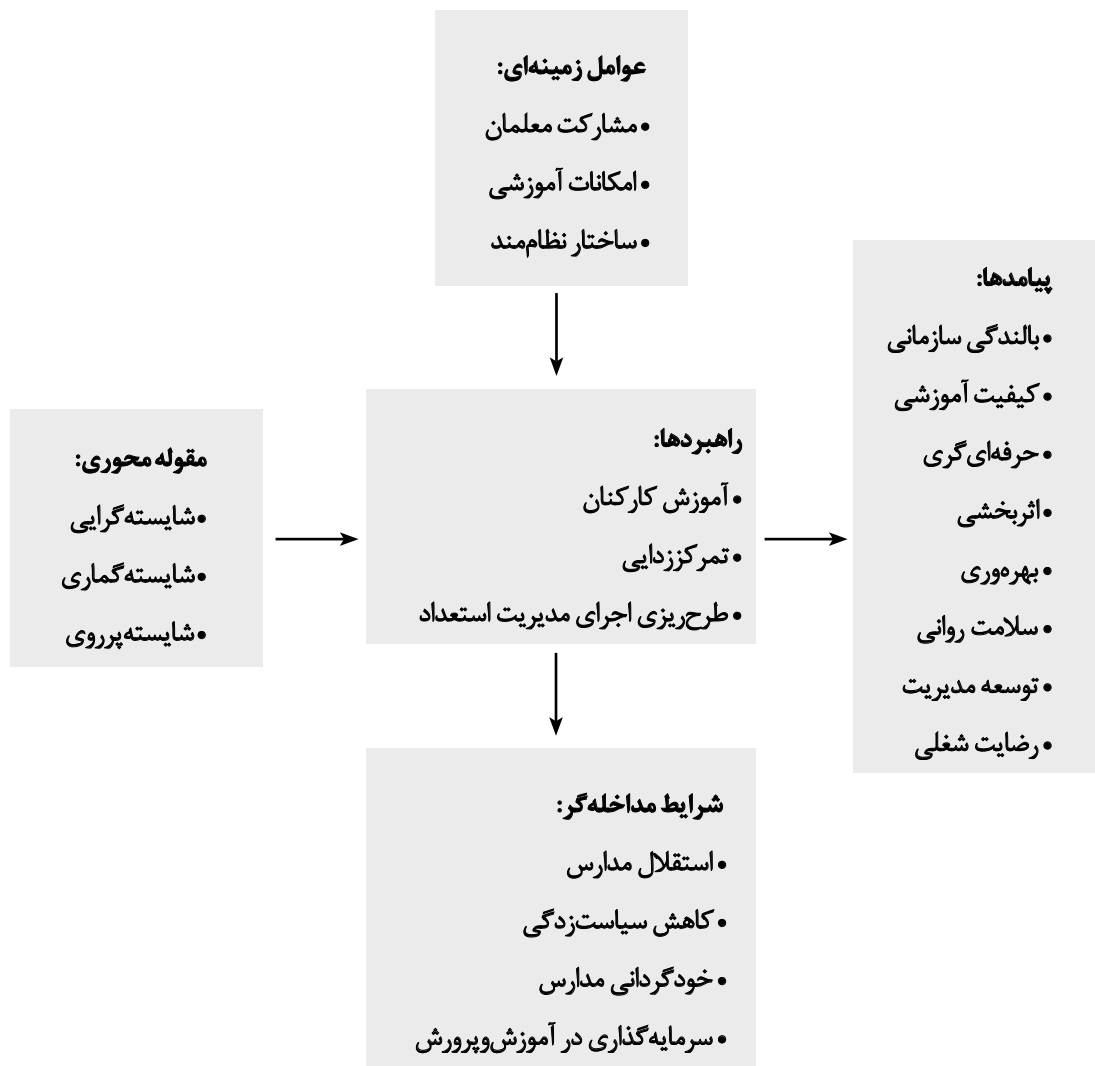 عوامل زمینه‌ای:
•مشارکت معلمان
•امکانات آموزشی
•ساختار نظام‌مند
مقوله محوری:
•شایسته‌گرایی
•شایسته‌گماری
•شایسته‌پرروی
راهبردها:
•آموزش کارکنان
•تمرکززدایی
•طرح‌ریزی اجرای مدیریت استعداد
پیامدها:
•بالندگی سازمانی
•کیفیت آموزشی
•حرفه‌ای‌گری
•اثربخشی
•بهره‌وری
•سلامت روانی
•توسعه مدیریت
•رضایت شغلی
شرایط مداخله‌گر:
•استقلال مدارس
•کاهش سیاست‌زدگی
•خودگردانی مدارس
•سرمایه‌گذاری در آموزش‌وپرورش